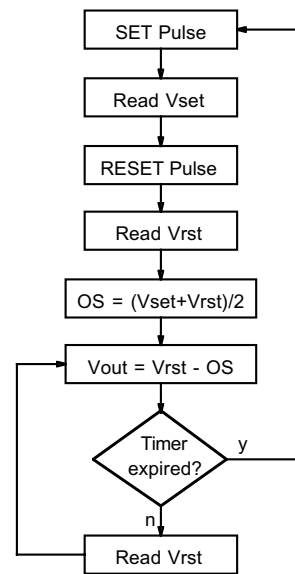 SET Pulse
Read Vset
RESET Pulse
Read Vrst
OS = (Vset+Vrst)/2
Vout = Vrst - OS
Timer
expired?
y
n
Read Vrst